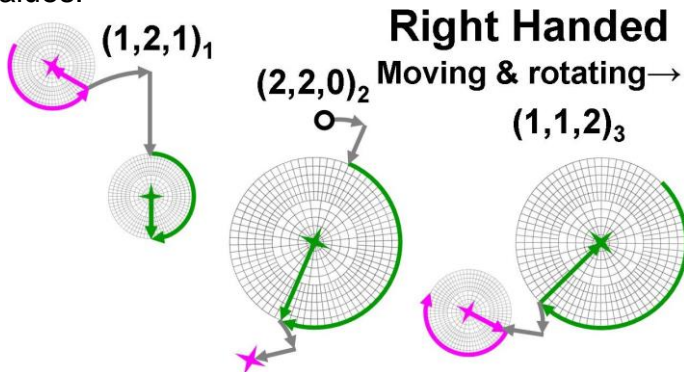 Right Handed
Moving & rotating→
(1,2,1)₁
(2,2,0)₂
(1,1,2)₃